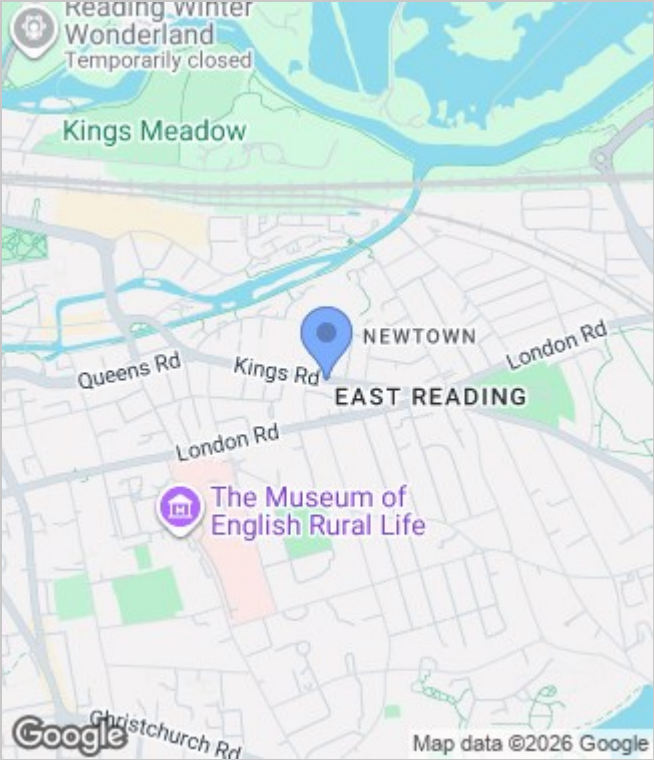 Reading Winter
Wonderland
Temporarily closed
Kings Meadow
NEWTOWN
London Rd
Queens Rd
Kings Rd
EAST READING
London Rd
The Museum of
English Rural Life
Christchurch Rd
Google
Map data ©2026 Google